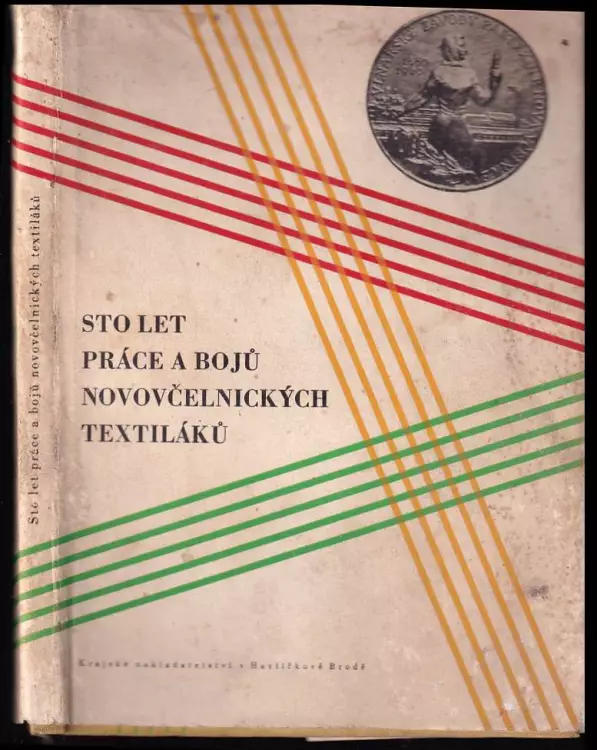 STO LET
PRÁCE A BOJŮ
NOVOVČELNICKÝCH
TEXTILÁKŮ
Krajské nakladatelství v Havlíčkově Brodě
Sto let práce a bojů novovčelnických textiláků